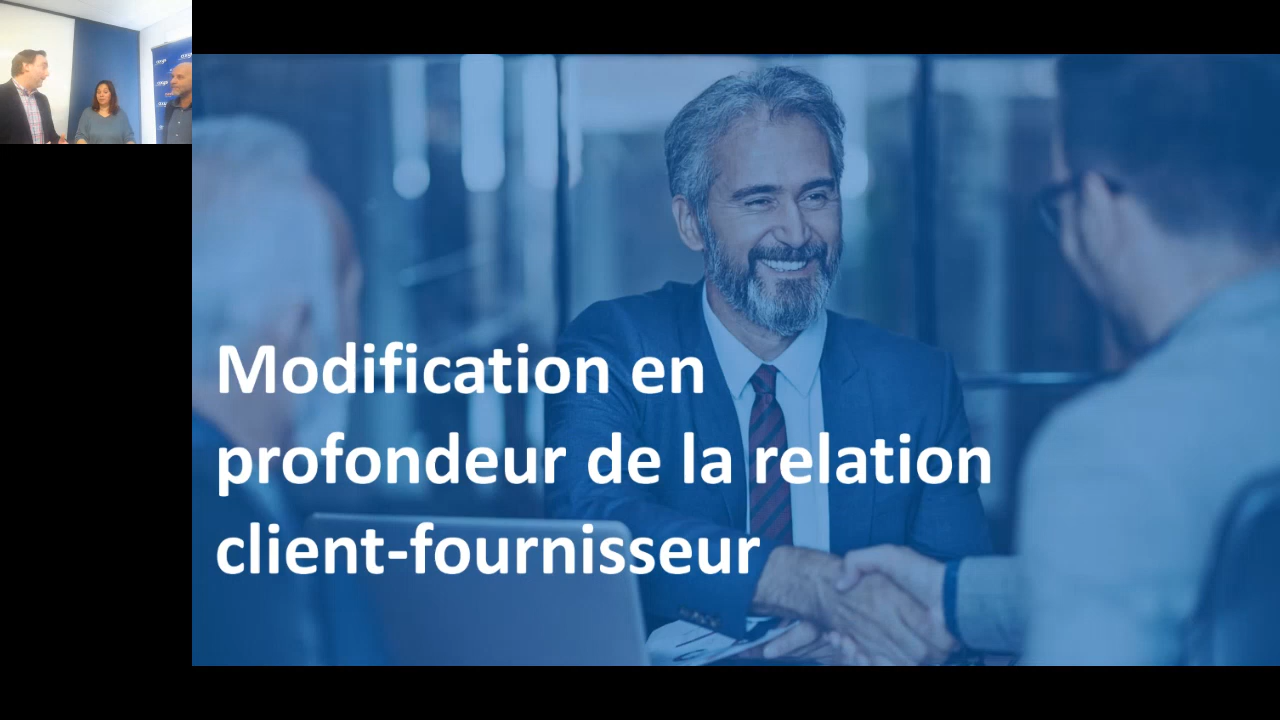 Modification en
profondeur de la relation
client-fournisseur